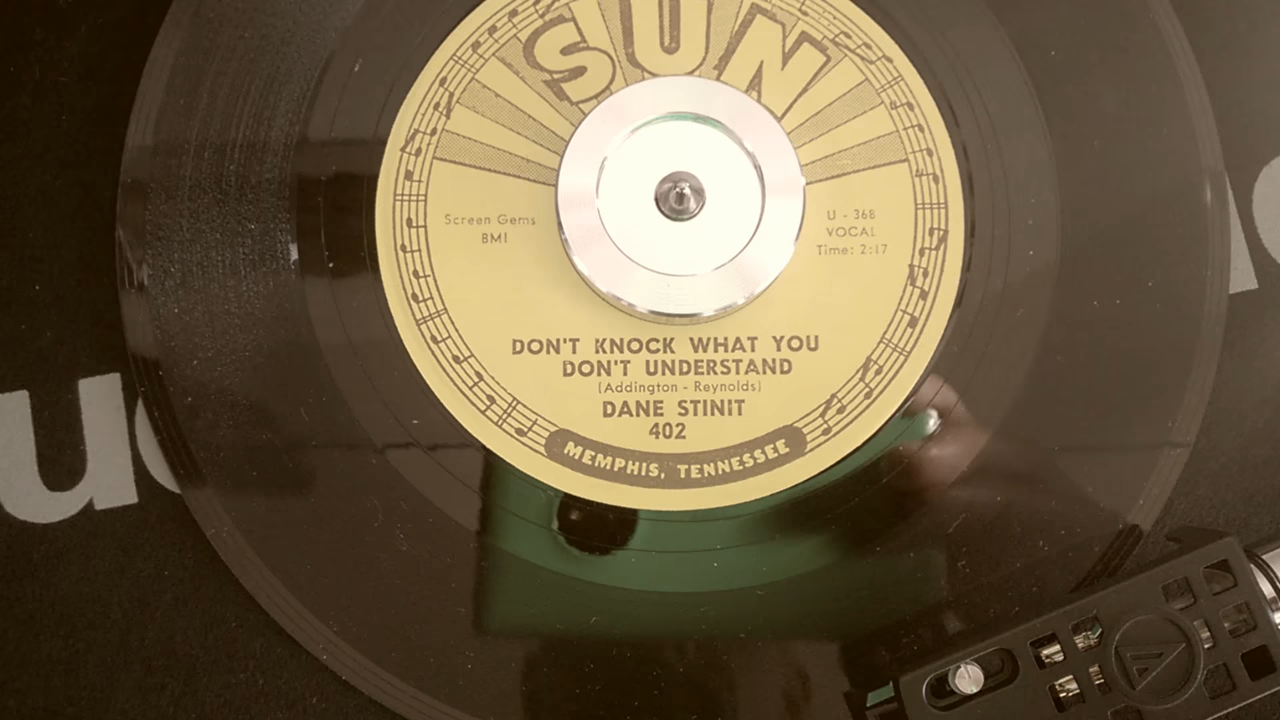 SUN
Screen Gems
BMI
U - 368
VOCAL
Time: 2:17
DON'T KNOCK WHAT YOU
DON'T UNDERSTAND
(Addington - Reynolds)
DANE STINIT
402
MEMPHIS, TENNESSEE